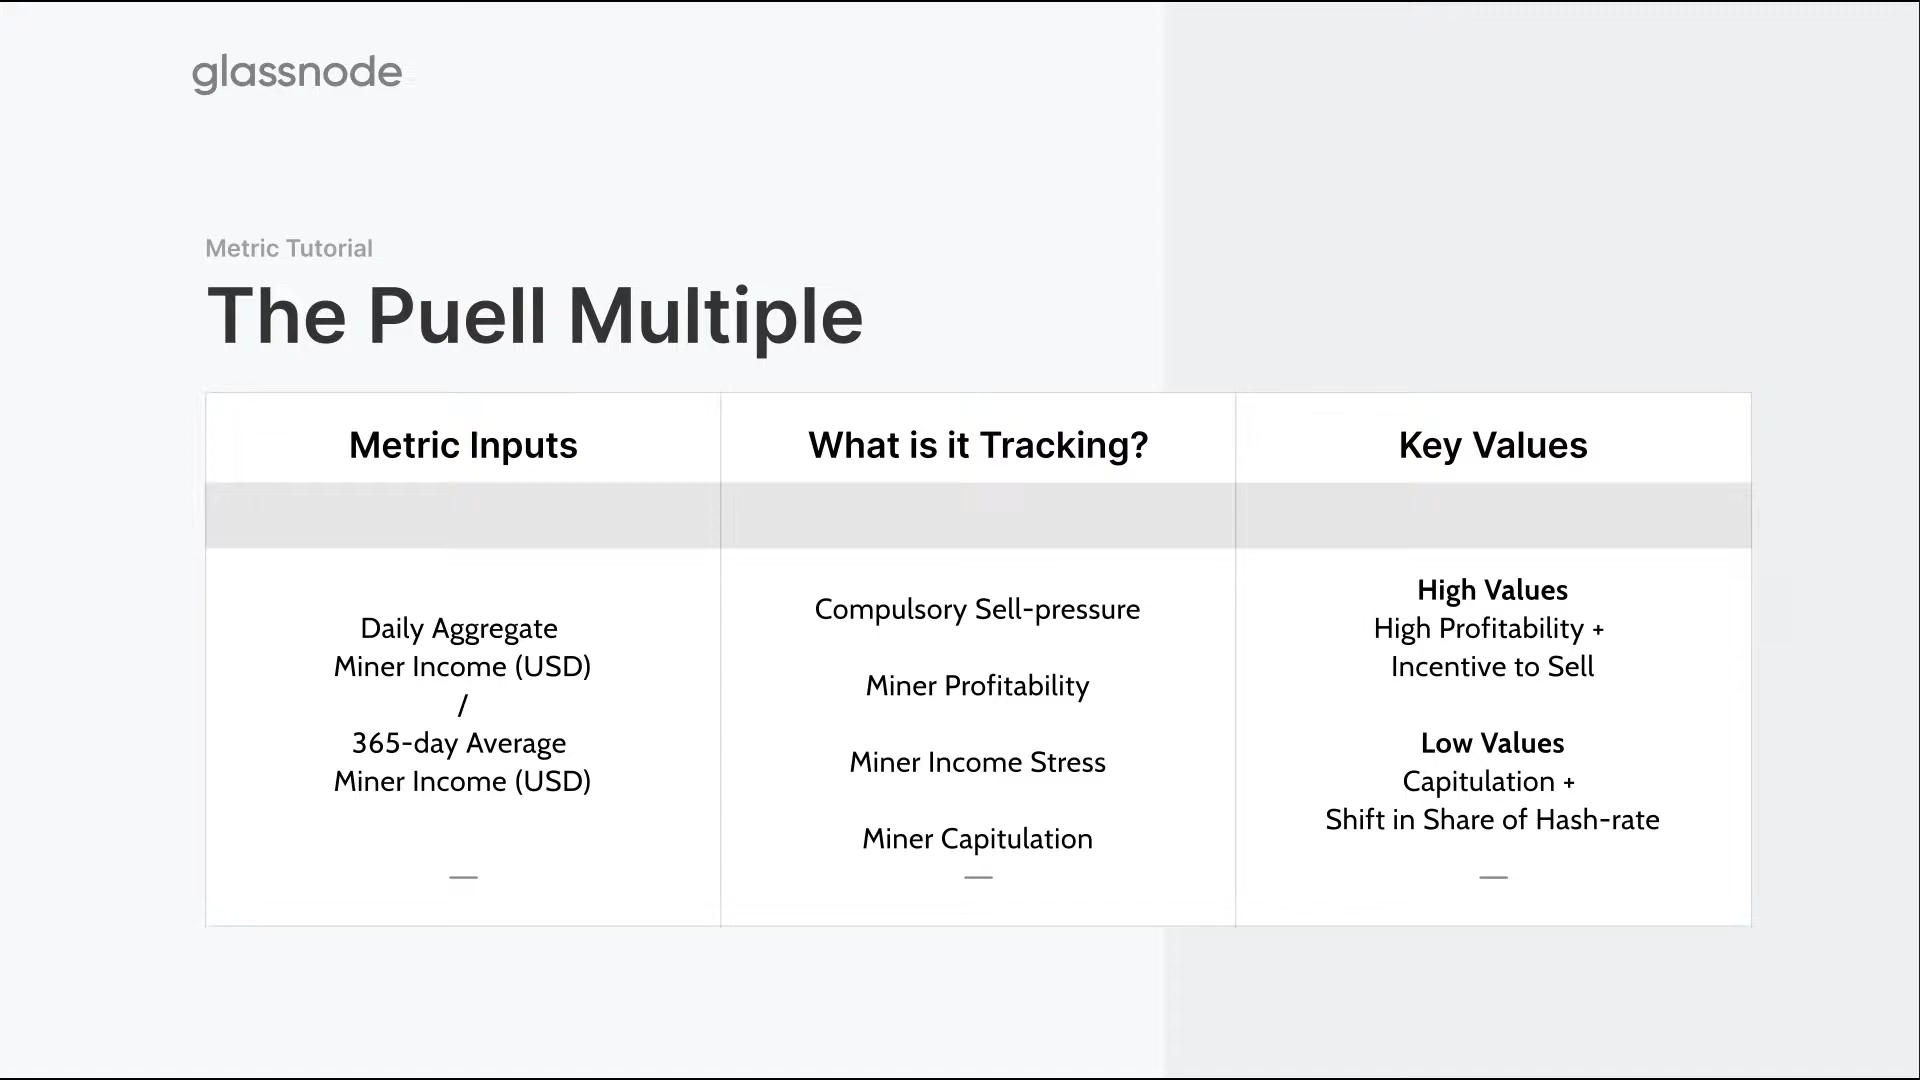 glassnode
Metric Tutorial
The Puell Multiple
Metric Inputs
What is it Tracking?
Key Values
Daily Aggregate
Miner Income (USD)
/
365-day Average
Miner Income (USD)
—
Compulsory Sell-pressure
Miner Profitability
Miner Income Stress
Miner Capitulation
—
High Values
High Profitability +
Incentive to Sell
Low Values
Capitulation +
Shift in Share of Hash-rate
—